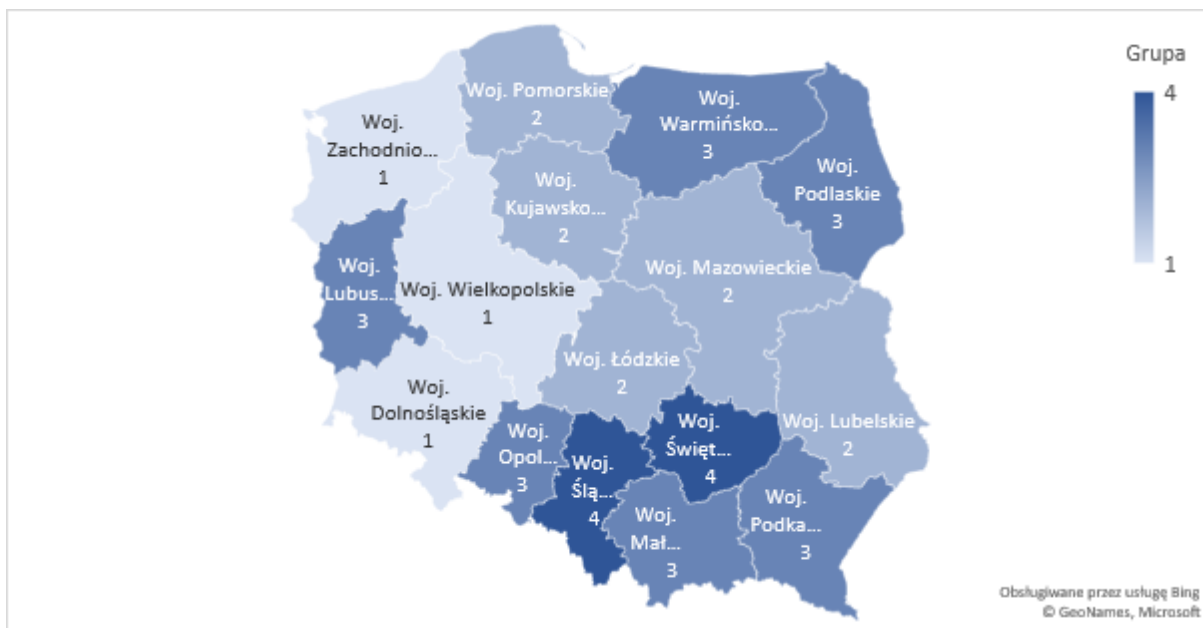 Grupa
4
1
Woj. Pomorskie
2
Woj.
Warmińsko...
3
Woj.
Zachodnio...
1
Woj.
Podlaskie
3
Woj.
Kujawsko...
2
Woj.
Lubus...
3
Woj. Wielkopolskie
1
Woj. Mazowieckie
2
Woj. Łódzkie
2
Woj.
Dolnośląskie
1
Woj. Lubelskie
2
Woj.
Opol...
3
Woj.
Ślą...
4
Woj.
Święt...
4
Woj.
Mał...
3
Woj.
Podka...
3
Obsługiwane przez usługę Bing
© GeoNames, Microsoft